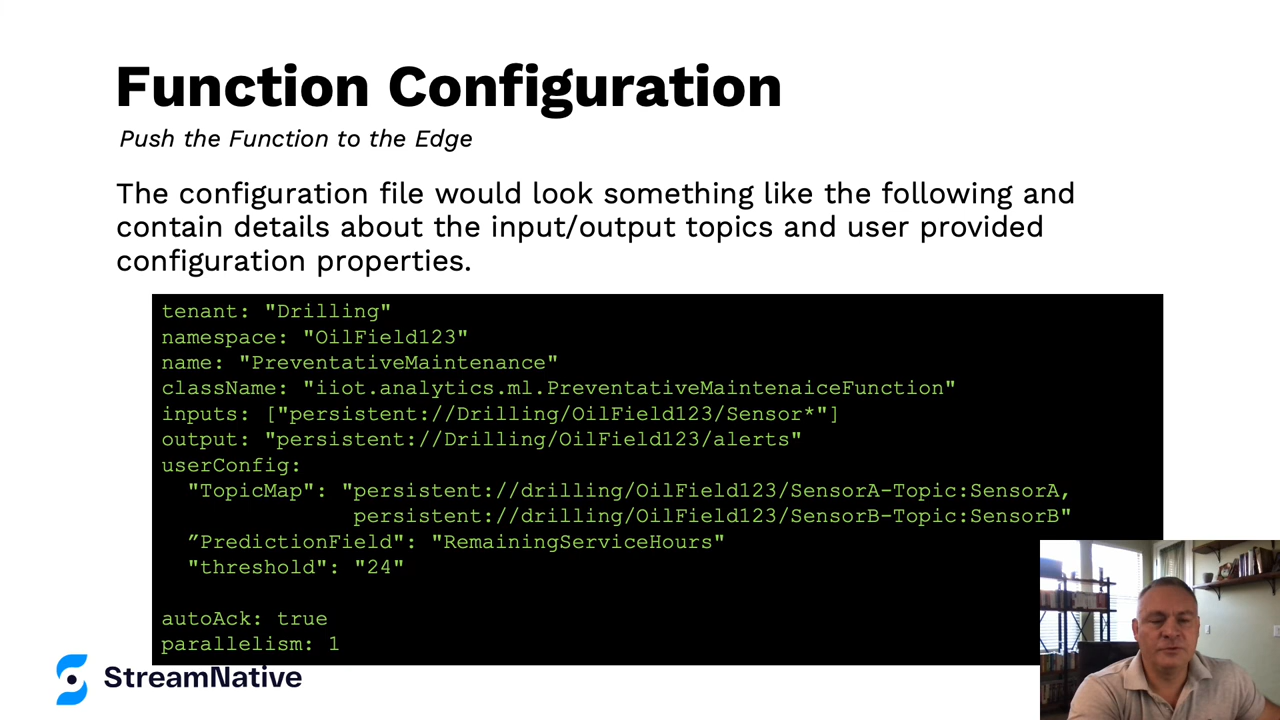 Function Configuration
Push the Function to the Edge
The configuration file would look something like the following and
contain details about the input/output topics and user provided
configuration properties.
tenant: "Drilling"
namespace: "OilField123"
name: "PreventativeMaintenance"
className: "iiot.analytics.ml.PreventativeMaintenaiceFunction"
inputs: ["persistent://Drilling/OilField123/Sensor*"]
output: "persistent://Drilling/OilField123/alerts"
userConfig:
"TopicMap": "persistent://drilling/OilField123/SensorA-Topic:SensorA,
persistent://drilling/OilField123/SensorB-Topic:SensorB"
”PredictionField": "RemainingServiceHours"
"threshold": "24"
autoAck: true
parallelism: 1
StreamNative